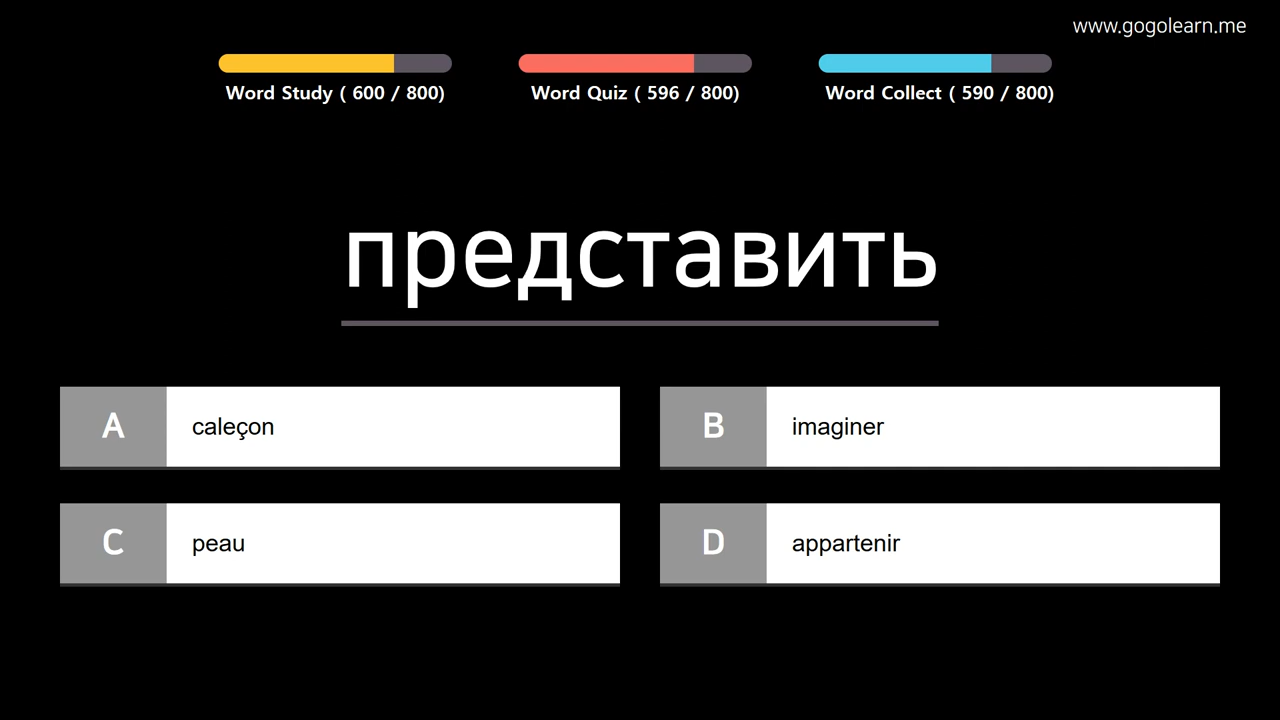 www.gogolearn.me
Word Study ( 600 / 800)
Word Quiz ( 596 / 800)
Word Collect ( 590 / 800)
представить
A caleçon
B imaginer
C peau
D appartenir